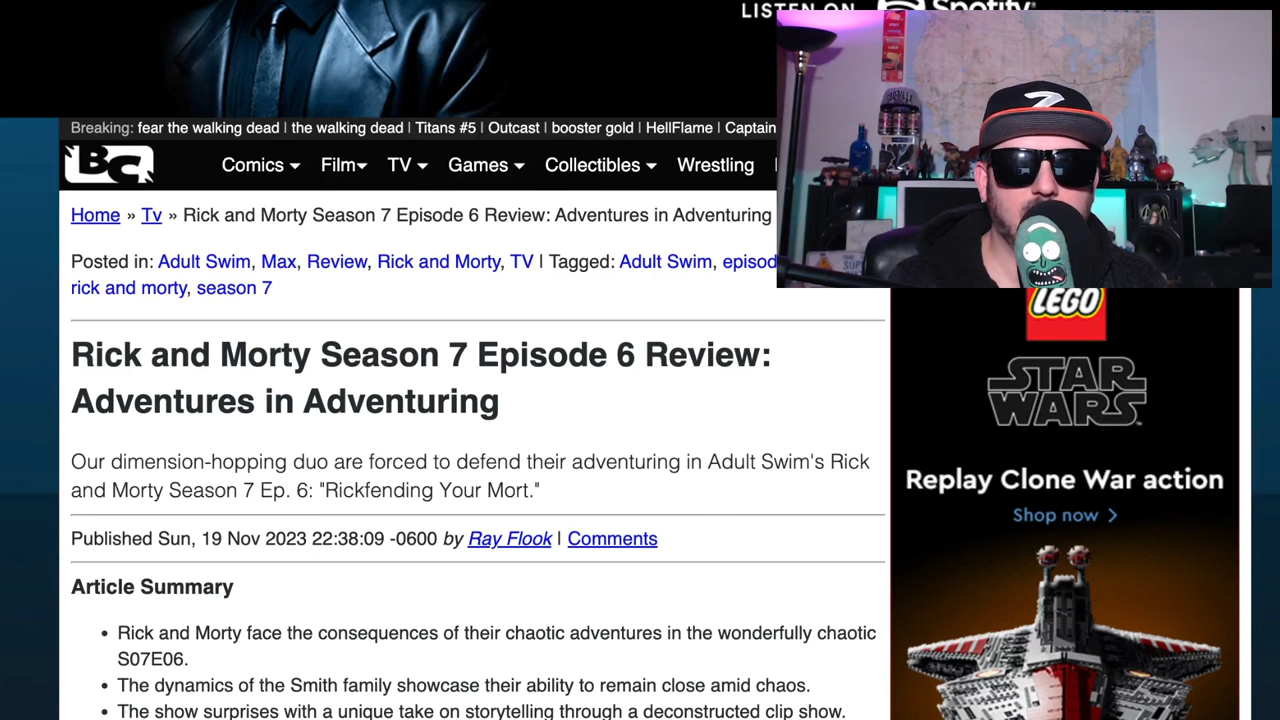 LISTEN ON Spotify
Breaking: fear the walking dead | the walking dead | Titans #5 | Outcast | booster gold | HellFlame | Captain
BC
Comics Film TV Games Collectibles Wrestling
Home » Tv » Rick and Morty Season 7 Episode 6 Review: Adventures in Adventuring
Posted in: Adult Swim, Max, Review, Rick and Morty, TV | Tagged: Adult Swim, episod
rick and morty, season 7
Rick and Morty Season 7 Episode 6 Review:
Adventures in Adventuring
Our dimension-hopping duo are forced to defend their adventuring in Adult Swim's Rick
and Morty Season 7 Ep. 6: "Rickfending Your Mort."
Published Sun, 19 Nov 2023 22:38:09 -0600 by Ray Flook | Comments
Article Summary
• Rick and Morty face the consequences of their chaotic adventures in the wonderfully chaotic
S07E06.
• The dynamics of the Smith family showcase their ability to remain close amid chaos.
• The show surprises with a unique take on storytelling through a deconstructed clip show.
LEGO
STAR
WARS
Replay Clone War action
Shop now >